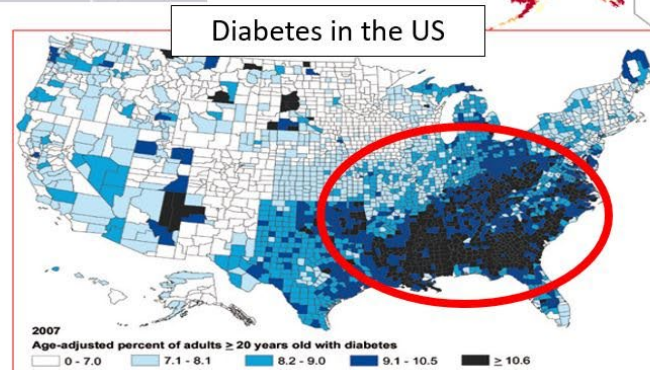 Diabetes in the US
2007
Age-adjusted percent of adults ≥ 20 years old with diabetes
0 - 7.0 7.1 - 8.1 8.2 - 9.0 9.1 - 10.5 ≥ 10.6